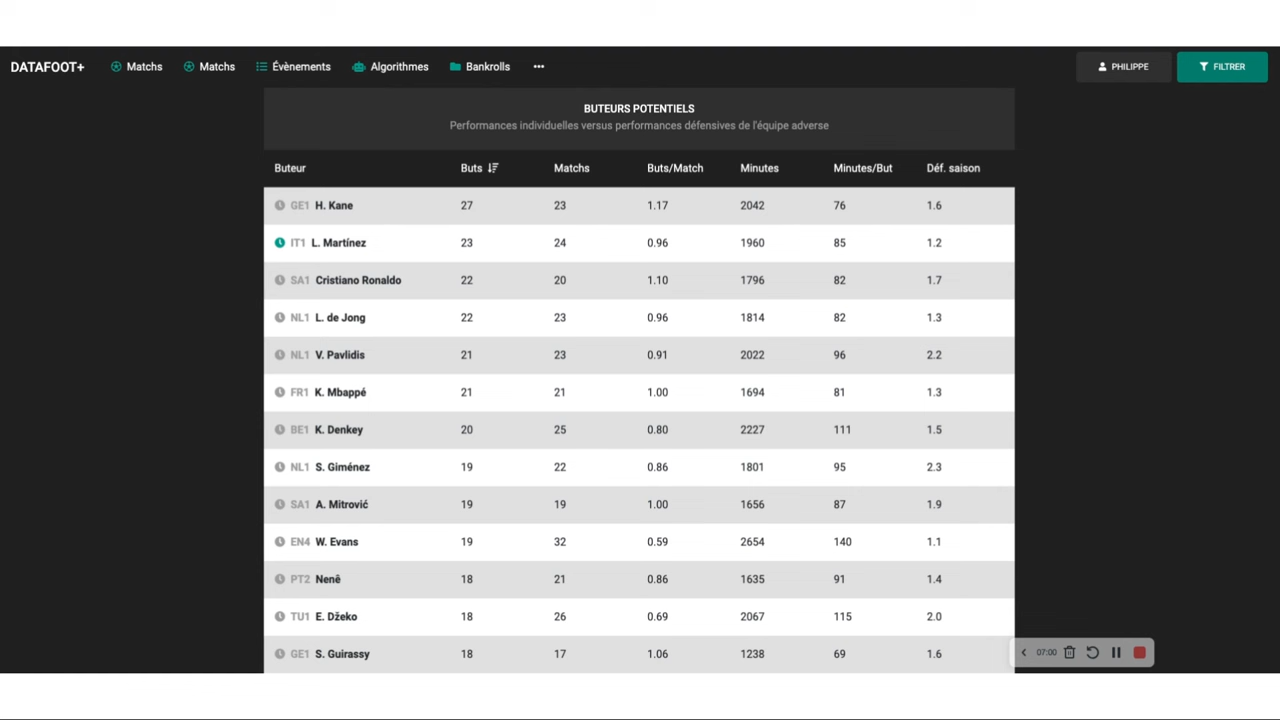 DATAFOOT+ Matchs Matchs Évènements Algorithmes Bankrolls ••• PHILIPPE FILTRER
BUTEURS POTENTIELS
Performances individuelles versus performances défensives de l'équipe adverse
Buteur Buts Matchs Buts/Match Minutes Minutes/But Déf. saison
GE1 H. Kane 27 23 1.17 2042 76 1.6
IT1 L. Martínez 23 24 0.96 1960 85 1.2
SA1 Cristiano Ronaldo 22 20 1.10 1796 82 1.7
NL1 L. de Jong 22 23 0.96 1814 82 1.3
NL1 V. Pavlidis 21 23 0.91 2022 96 2.2
FR1 K. Mbappé 21 21 1.00 1694 81 1.3
BE1 K. Denkey 20 25 0.80 2227 111 1.5
NL1 S. Giménez 19 22 0.86 1801 95 2.3
SA1 A. Mitrović 19 19 1.00 1656 87 1.9
EN4 W. Evans 19 32 0.59 2654 140 1.1
PT2 Nenê 18 21 0.86 1635 91 1.4
TU1 E. Džeko 18 26 0.69 2067 115 2.0
GE1 S. Guirassy 18 17 1.06 1238 69 1.6
07:00